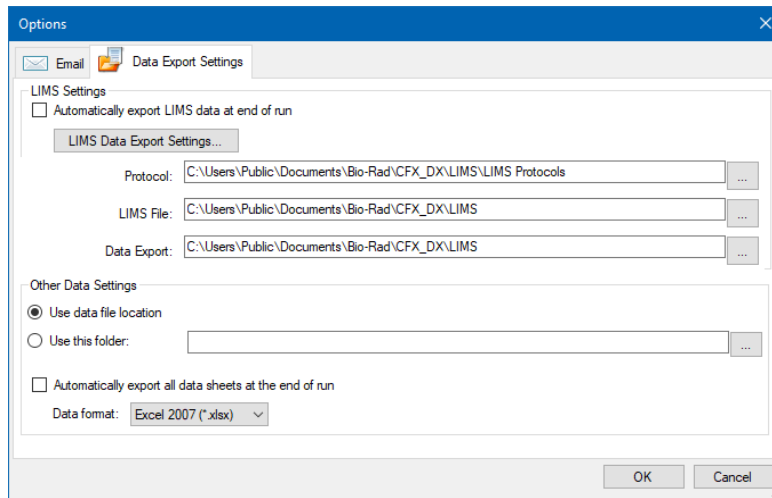 Options
Email
Data Export Settings
LIMS Settings
Automatically export LIMS data at end of run
LIMS Data Export Settings...
Protocol: C:\Users\Public\Documents\Bio-Rad\CFX_DX\LIMS\LIMS Protocols ...
LIMS File: C:\Users\Public\Documents\Bio-Rad\CFX_DX\LIMS ...
Data Export: C:\Users\Public\Documents\Bio-Rad\CFX_DX\LIMS ...
Other Data Settings
Use data file location
Use this folder: ...
Automatically export all data sheets at the end of run
Data format: Excel 2007 (*.xlsx)
OK Cancel